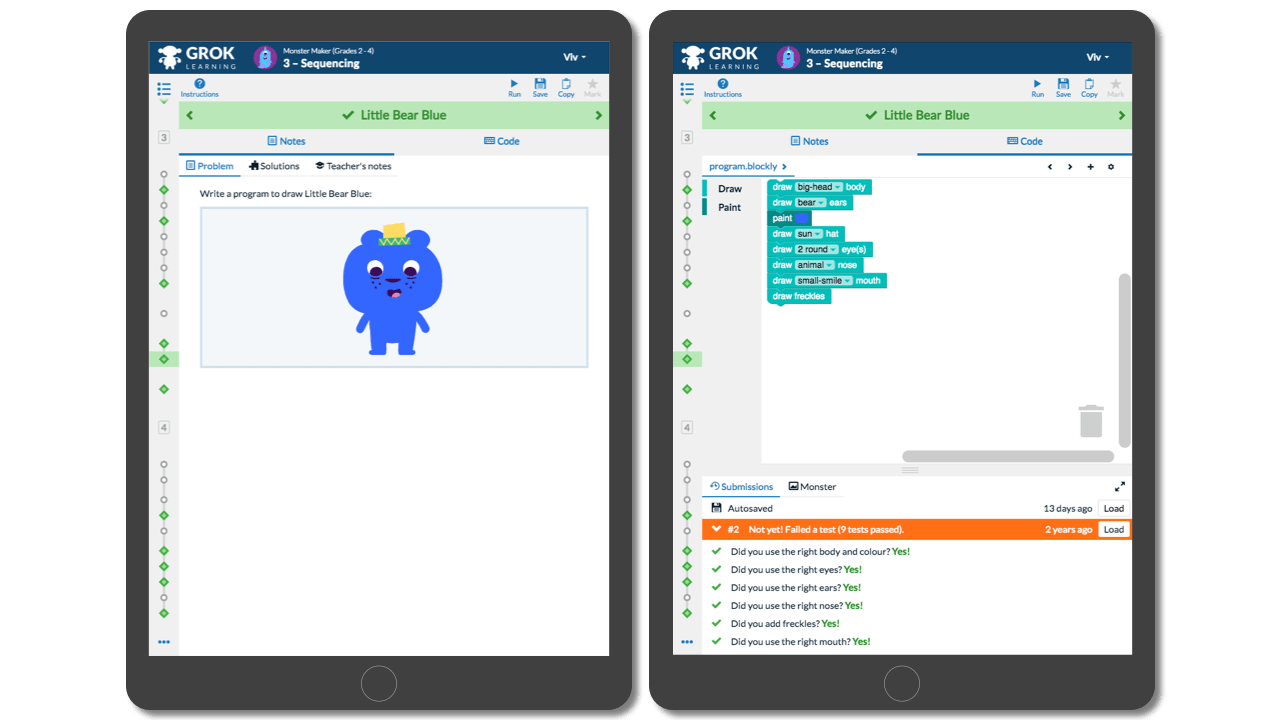 GROK
LEARNING
Monster Maker (Grades 2 - 4)
3 – Sequencing
Viv
Instructions
Run
Save
Copy
Mark
Little Bear Blue
3
Notes
Code
Problem
Solutions
Teacher's notes
Write a program to draw Little Bear Blue:
4
GROK
LEARNING
Monster Maker (Grades 2 - 4)
3 – Sequencing
Viv
Instructions
Run
Save
Copy
Mark
Little Bear Blue
3
Notes
Code
program.blockly
Draw
Paint
draw big-head body
draw bear ears
paint
draw sun hat
draw 2 round eye(s)
draw animal nose
draw small-smile mouth
draw freckles
4
Submissions
Monster
Autosaved 13 days ago Load
#2 Not yet! Failed a test (9 tests passed). 2 years ago Load
Did you use the right body and colour? Yes!
Did you use the right eyes? Yes!
Did you use the right ears? Yes!
Did you use the right nose? Yes!
Did you add freckles? Yes!
Did you use the right mouth? Yes!